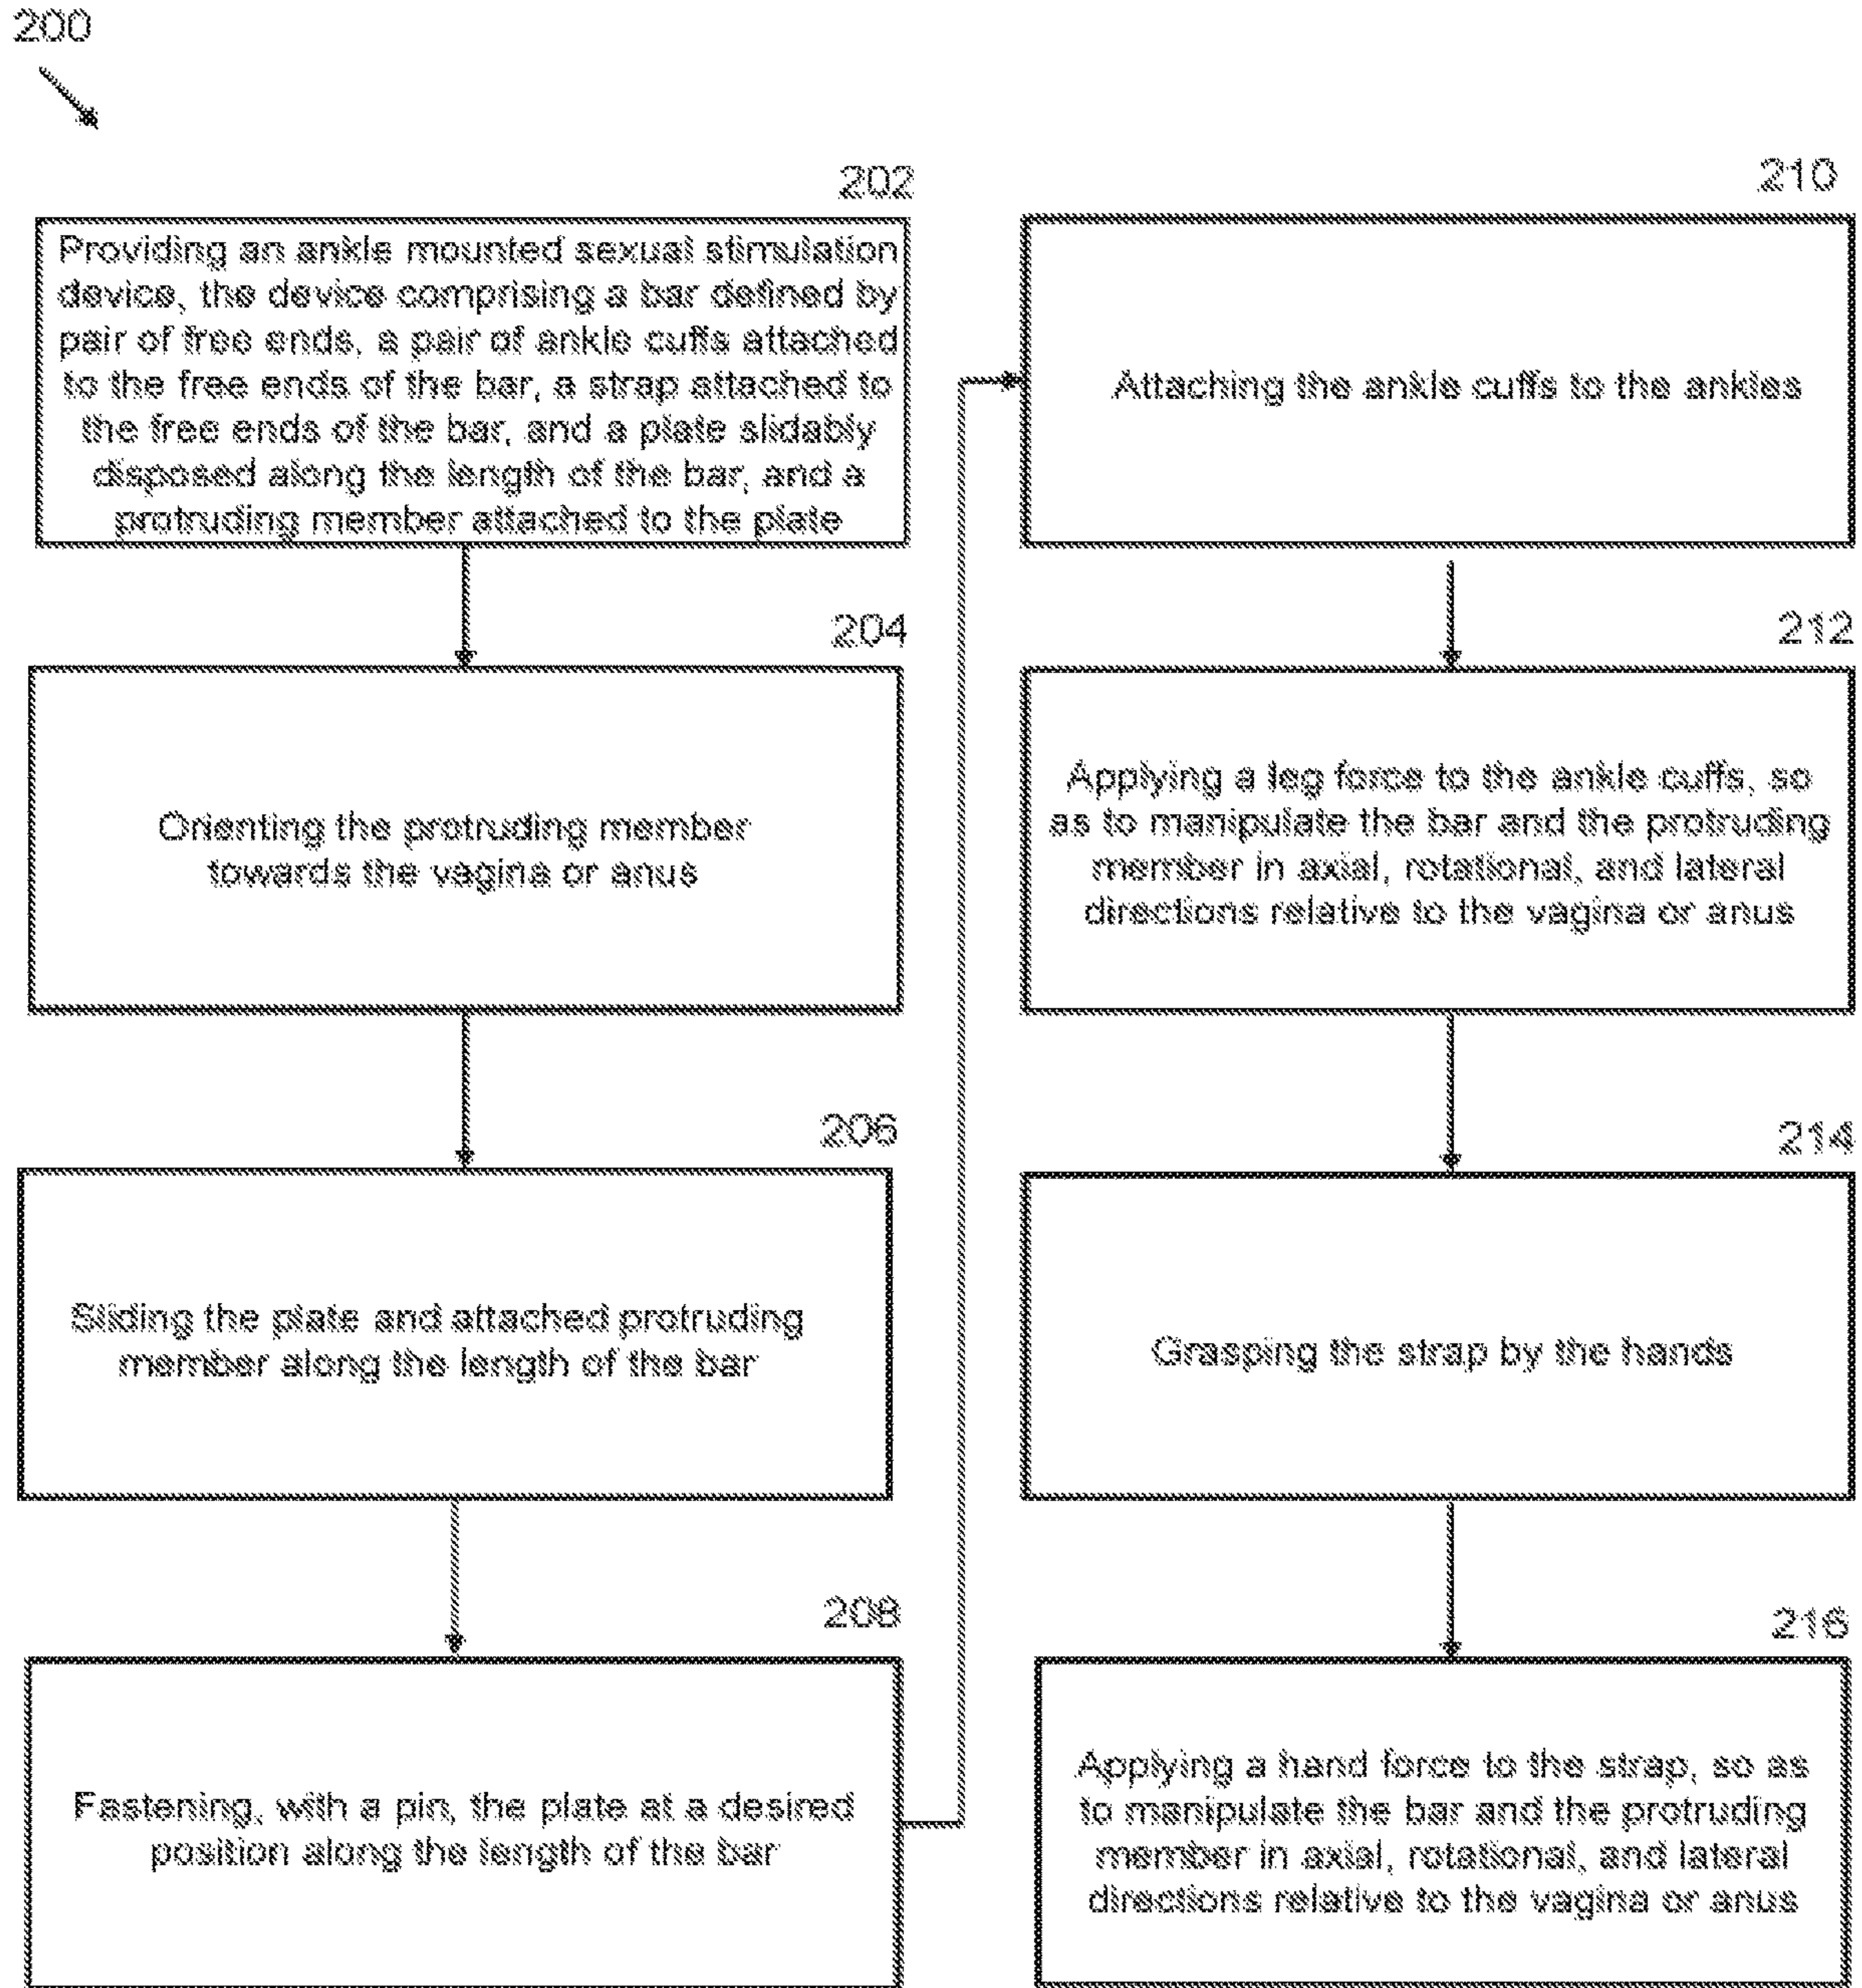 200
202
Providing an ankle mounted sexual stimulation
device, the device comprising a bar defined by
pair of free ends, a pair of ankle cuffs attached
to the free ends of the bar, a strap attached to
the free ends of the bar, and a plate slidably
disposed along the length of the bar, and a
protruding member attached to the plate
204
Orienting the protruding member
towards the vagina or anus
206
Sliding the plate and attached protruding
member along the length of the bar
208
Fastening, with a pin, the plate at a desired
position along the length of the bar
210
Attaching the ankle cuffs to the ankles
212
Applying a leg force to the ankle cuffs, so
as to manipulate the bar and the protruding
member in axial, rotational, and lateral
directions relative to the vagina or anus
214
Grasping the strap by the hands
216
Applying a hand force to the strap, so as
to manipulate the bar and the protruding
member in axial, rotational, and lateral
directions relative to the vagina or anus